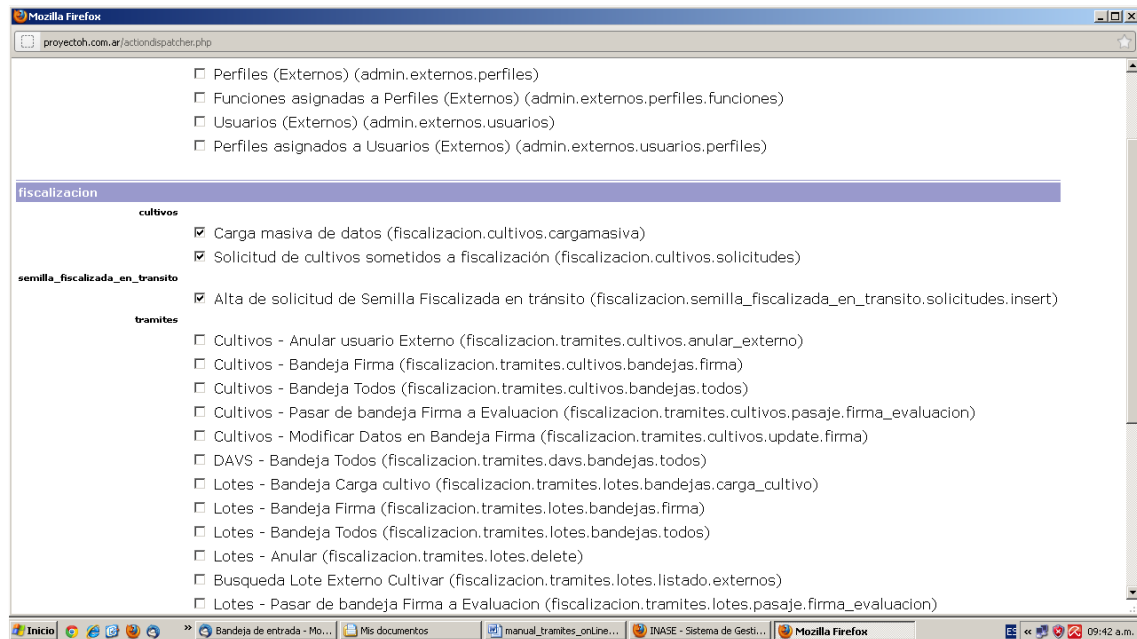 Mozilla Firefox
proyectoh.com.ar/actiondispatcher.php
Perfiles (Externos) (admin.externos.perfiles)
Funciones asignadas a Perfiles (Externos) (admin.externos.perfiles.funciones)
Usuarios (Externos) (admin.externos.usuarios)
Perfiles asignados a Usuarios (Externos) (admin.externos.usuarios.perfiles)
fiscalizacion
cultivos
Carga masiva de datos (fiscalizacion.cultivos.cargamasiva)
Solicitud de cultivos sometidos a fiscalización (fiscalizacion.cultivos.solicitudes)
semilla_fiscalizada_en_transito
Alta de solicitud de Semilla Fiscalizada en tránsito (fiscalizacion.semilla_fiscalizada_en_transito.solicitudes.insert)
tramites
Cultivos - Anular usuario Externo (fiscalizacion.tramites.cultivos.anular_externo)
Cultivos - Bandeja Firma (fiscalizacion.tramites.cultivos.bandejas.firma)
Cultivos - Bandeja Todos (fiscalizacion.tramites.cultivos.bandejas.todos)
Cultivos - Pasar de bandeja Firma a Evaluacion (fiscalizacion.tramites.cultivos.pasaje.firma_evaluacion)
Cultivos - Modificar Datos en Bandeja Firma (fiscalizacion.tramites.cultivos.update.firma)
DAVS - Bandeja Todos (fiscalizacion.tramites.davs.bandejas.todos)
Lotes - Bandeja Carga cultivo (fiscalizacion.tramites.lotes.bandejas.carga_cultivo)
Lotes - Bandeja Firma (fiscalizacion.tramites.lotes.bandejas.firma)
Lotes - Bandeja Todos (fiscalizacion.tramites.lotes.bandejas.todos)
Lotes - Anular (fiscalizacion.tramites.lotes.delete)
Busqueda Lote Externo Cultivar (fiscalizacion.tramites.lotes.listado.externos)
Lotes - Pasar de bandeja Firma a Evaluacion (fiscalizacion.tramites.lotes.pasaje.firma_evaluacion)
Inicio » Bandeja de entrada - Mo... Mis documentos manual_tramites_onLine... INASE - Sistema de Gesti... Mozilla Firefox ES « 09:42 a.m.